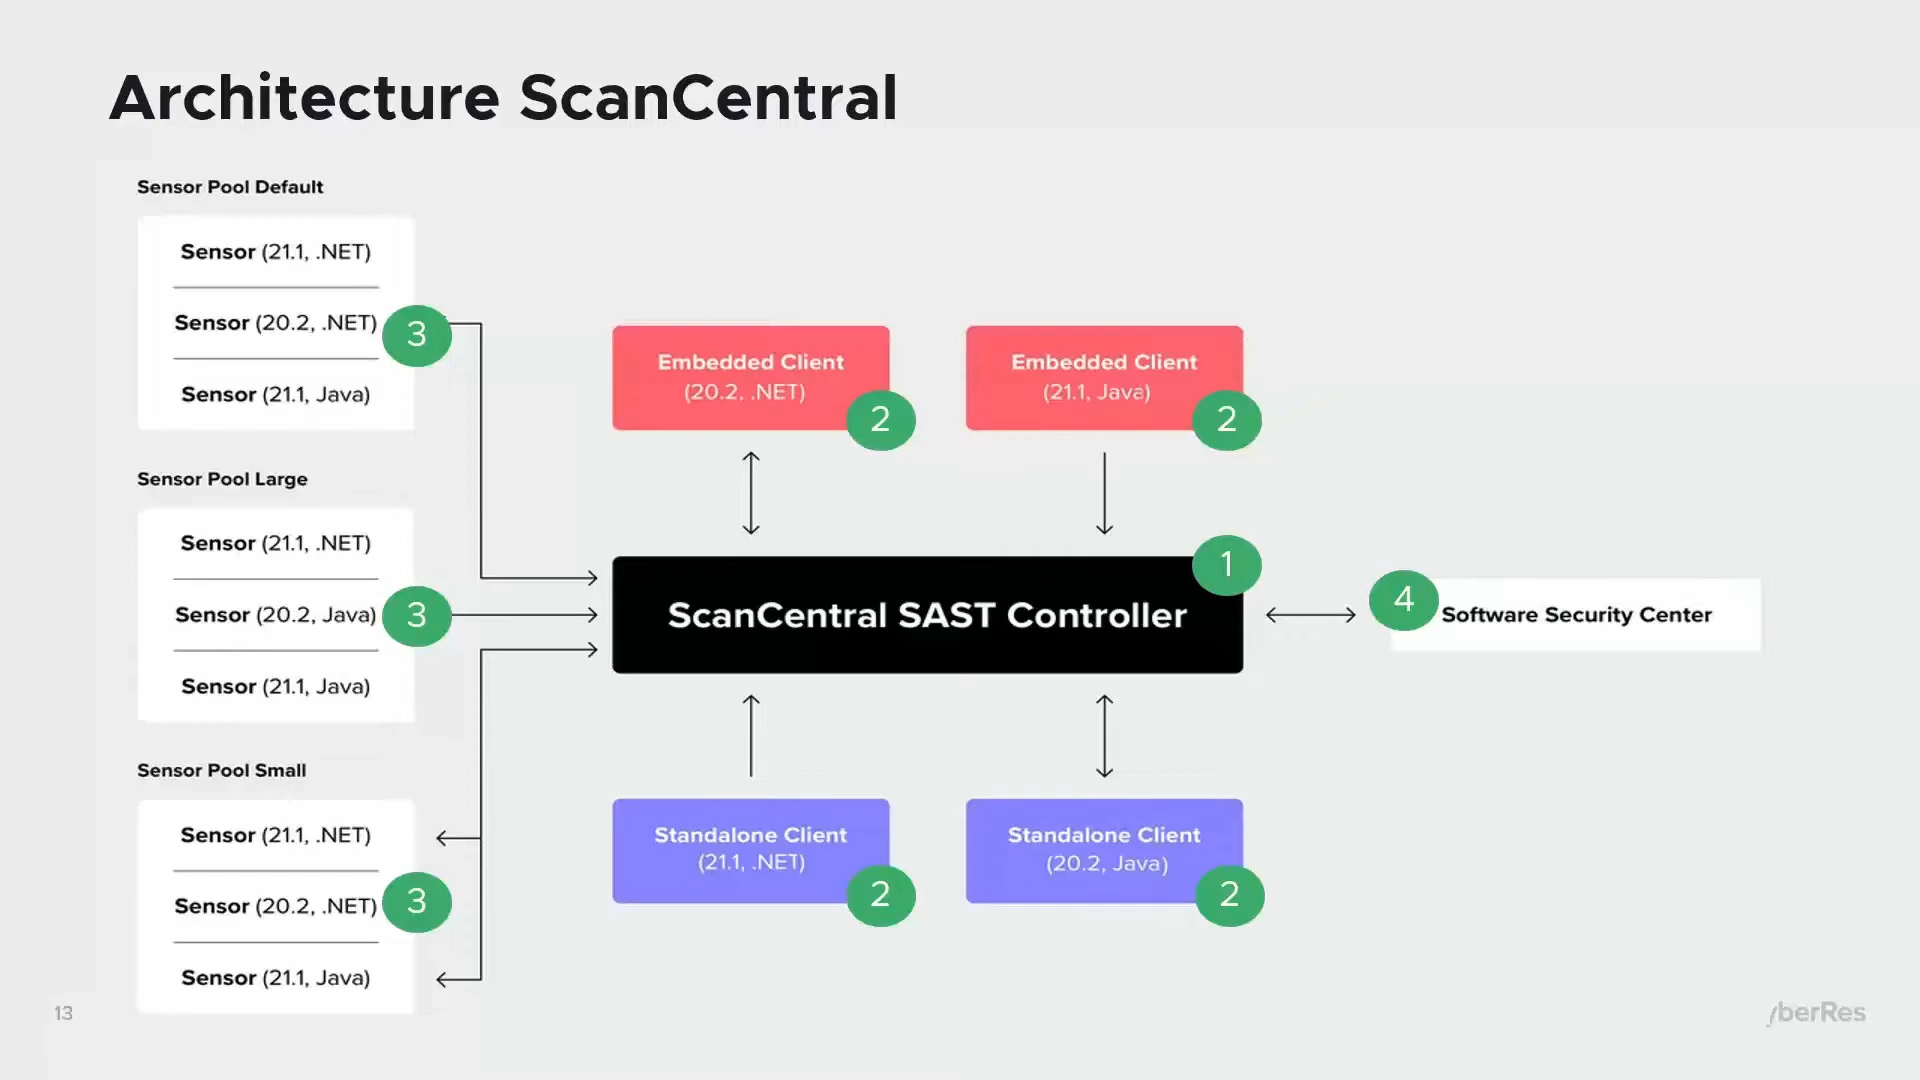 Architecture ScanCentral
Sensor Pool Default
Sensor (21.1, .NET)
Sensor (20.2, .NET)
3
Sensor (21.1, Java)
Sensor Pool Large
Sensor (21.1, .NET)
Sensor (20.2, Java)
3
Sensor (21.1, Java)
Sensor Pool Small
Sensor (21.1, .NET)
Sensor (20.2, .NET)
3
Sensor (21.1, Java)
Embedded Client
(20.2, .NET)
2
Embedded Client
(21.1, Java)
2
1
ScanCentral SAST Controller
4
Software Security Center
Standalone Client
(21.1, .NET)
2
Standalone Client
(20.2, Java)
2
13
yberRes